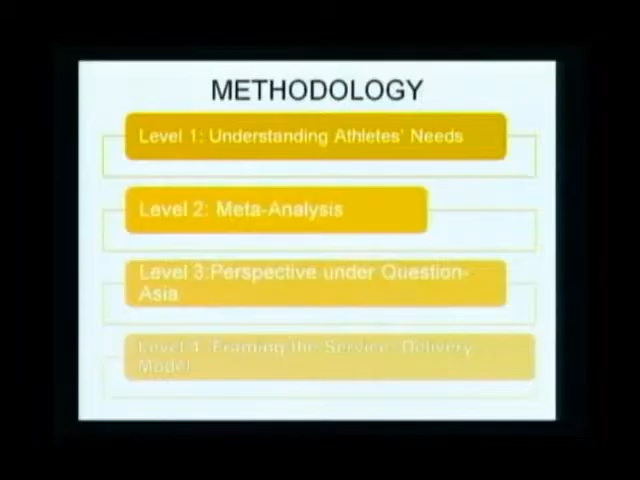 METHODOLOGY
Level 1: Understanding Athletes' Needs
Level 2: Meta-Analysis
Level 3:Perspective under Question-
Asia
Level 4: Framing the Service Delivery
Model